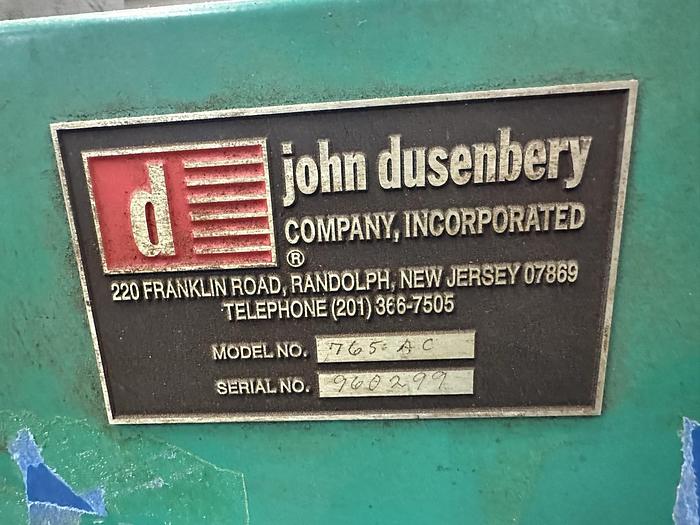 d
john dusenbery
COMPANY, INCORPORATED
®
220 FRANKLIN ROAD, RANDOLPH, NEW JERSEY 07869
TELEPHONE (201) 366-7505
MODEL NO. 765-AC
SERIAL NO. 960299